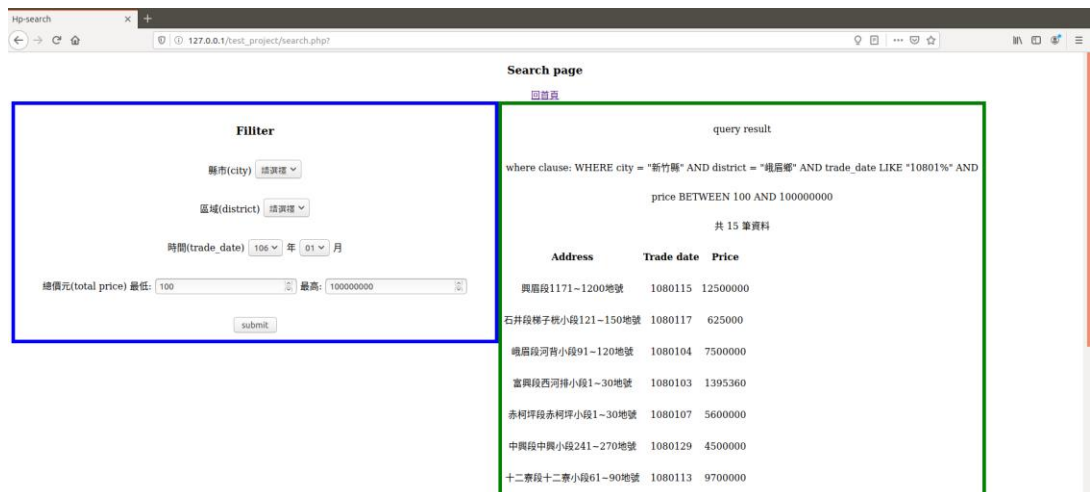 Hp-search
127.0.0.1/test_project/search.php?
Search page
回首頁
Filiter
縣市(city) 請選擇
區域(district) 請選擇
時間(trade_date) 106 年 01 月
總價元(total price) 最低: 100 最高: 100000000
submit
query result
where clause: WHERE city = "新竹縣" AND district = "峨眉鄉" AND trade_date LIKE "10801%" AND
price BETWEEN 100 AND 100000000
共 15 筆資料
Address Trade date Price
興眉段1171~1200地號 1080115 12500000
石井段梯子桄小段121~150地號 1080117 625000
峨眉段河背小段91~120地號 1080104 7500000
富興段西河排小段1~30地號 1080103 1395360
赤柯坪段赤柯坪小段1~30地號 1080107 5600000
中興段中興小段241~270地號 1080129 4500000
十二寮段十二寮小段61~90地號 1080113 9700000